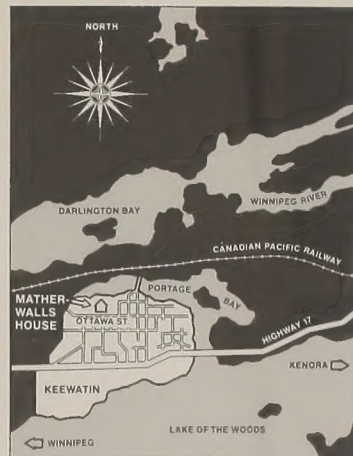 NORTH
DARLINGTON BAY
WINNIPEG RIVER
CANADIAN PACIFIC RAILWAY
PORTAGE
BAY
MATHER-
WALLS
HOUSE
OTTAWA ST.
HIGHWAY 17
KENORA
KEEWATIN
LAKE OF THE WOODS
WINNIPEG